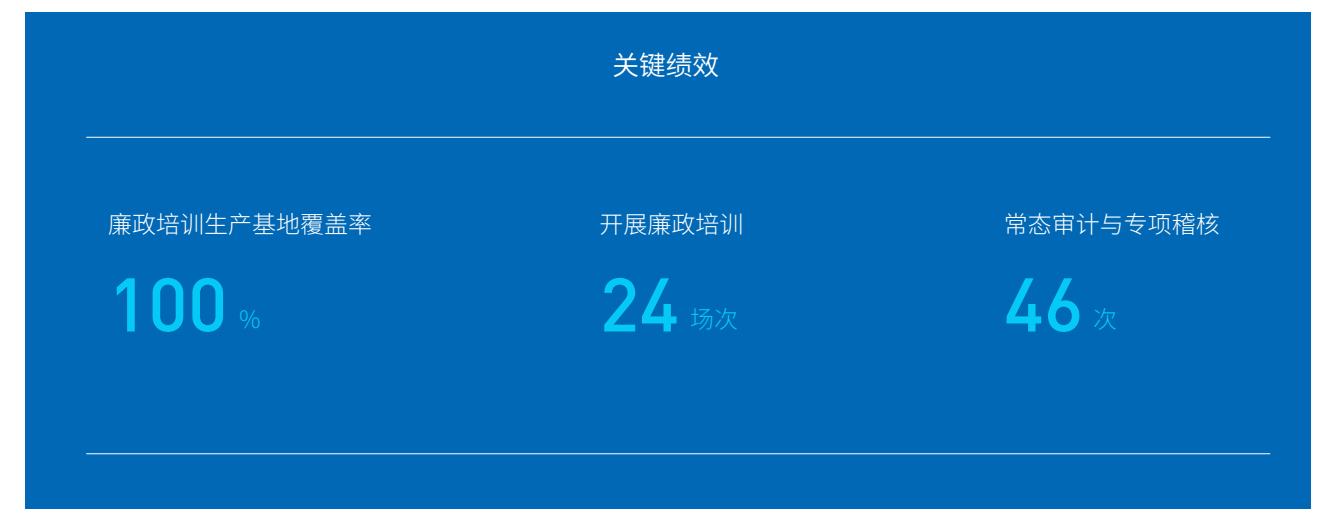 关键绩效
廉政培训生产基地覆盖率
100 %
开展廉政培训
24 场次
常态审计与专项稽核
46 次